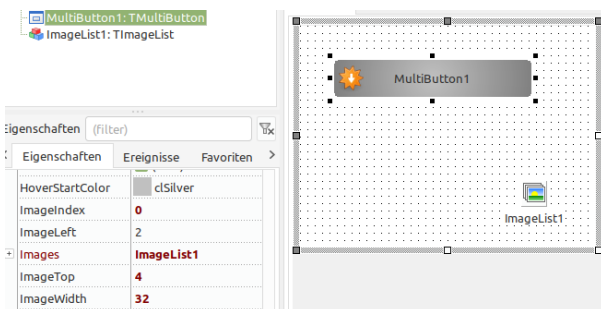 MultiButton1: TMultiButton
ImageList1: TImageList
Eigenschaften (filter)
Eigenschaften Ereignisse Favoriten
HoverStartColor clSilver
ImageIndex 0
ImageLeft 2
Images ImageList1
ImageTop 4
ImageWidth 32
MultiButton1
ImageList1